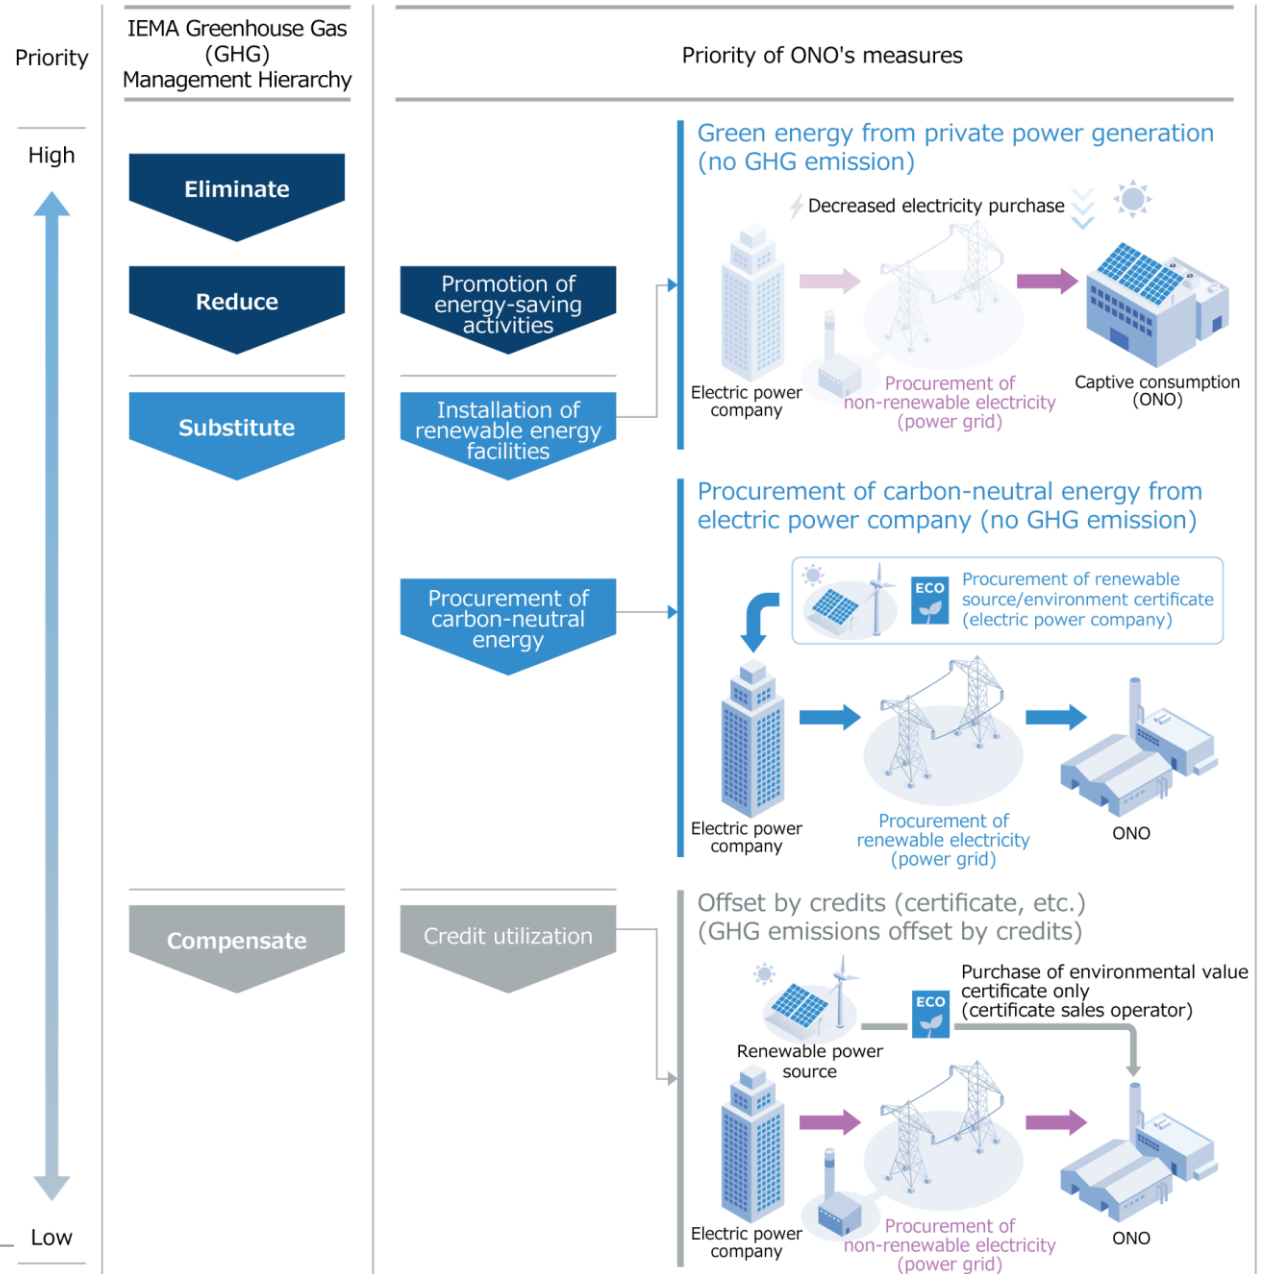 Priority
IEMA Greenhouse Gas
(GHG)
Management Hierarchy
Priority of ONO's measures
High
Eliminate
Reduce
Promotion of
energy-saving
activities
Substitute
Installation of
renewable energy
facilities
Green energy from private power generation
(no GHG emission)
Decreased electricity purchase
Electric power
company
Procurement of
non-renewable electricity
(power grid)
Captive consumption
(ONO)
Procurement of carbon-neutral energy from
electric power company (no GHG emission)
Procurement of
carbon-neutral
energy
ECO
Procurement of renewable
source/environment certificate
(electric power company)
Electric power
company
Procurement of
renewable electricity
(power grid)
ONO
Compensate
Credit utilization
Offset by credits (certificate, etc.)
(GHG emissions offset by credits)
Renewable power
source
ECO
Purchase of environmental value
certificate only
(certificate sales operator)
Electric power
company
Procurement of
non-renewable electricity
(power grid)
ONO
Low